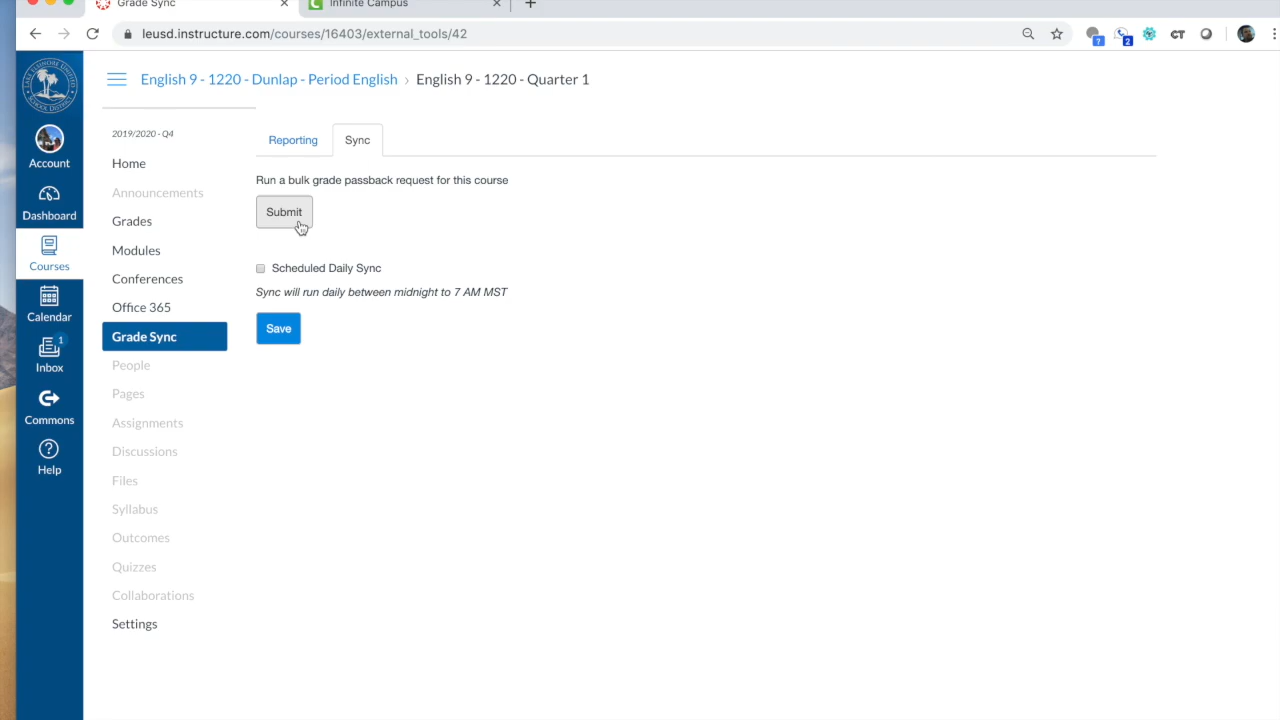 Grade Sync
Infinite Campus
leusd.instructure.com/courses/16403/external_tools/42
?
2
CT
English 9 - 1220 - Dunlap - Period English › English 9 - 1220 - Quarter 1
Account
Dashboard
Courses
Calendar
1
Inbox
Commons
Help
2019/2020 - Q4
Home
Announcements
Grades
Modules
Conferences
Office 365
Grade Sync
People
Pages
Assignments
Discussions
Files
Syllabus
Outcomes
Quizzes
Collaborations
Settings
Reporting
Sync
Run a bulk grade passback request for this course
Submit
Scheduled Daily Sync
Sync will run daily between midnight to 7 AM MST
Save